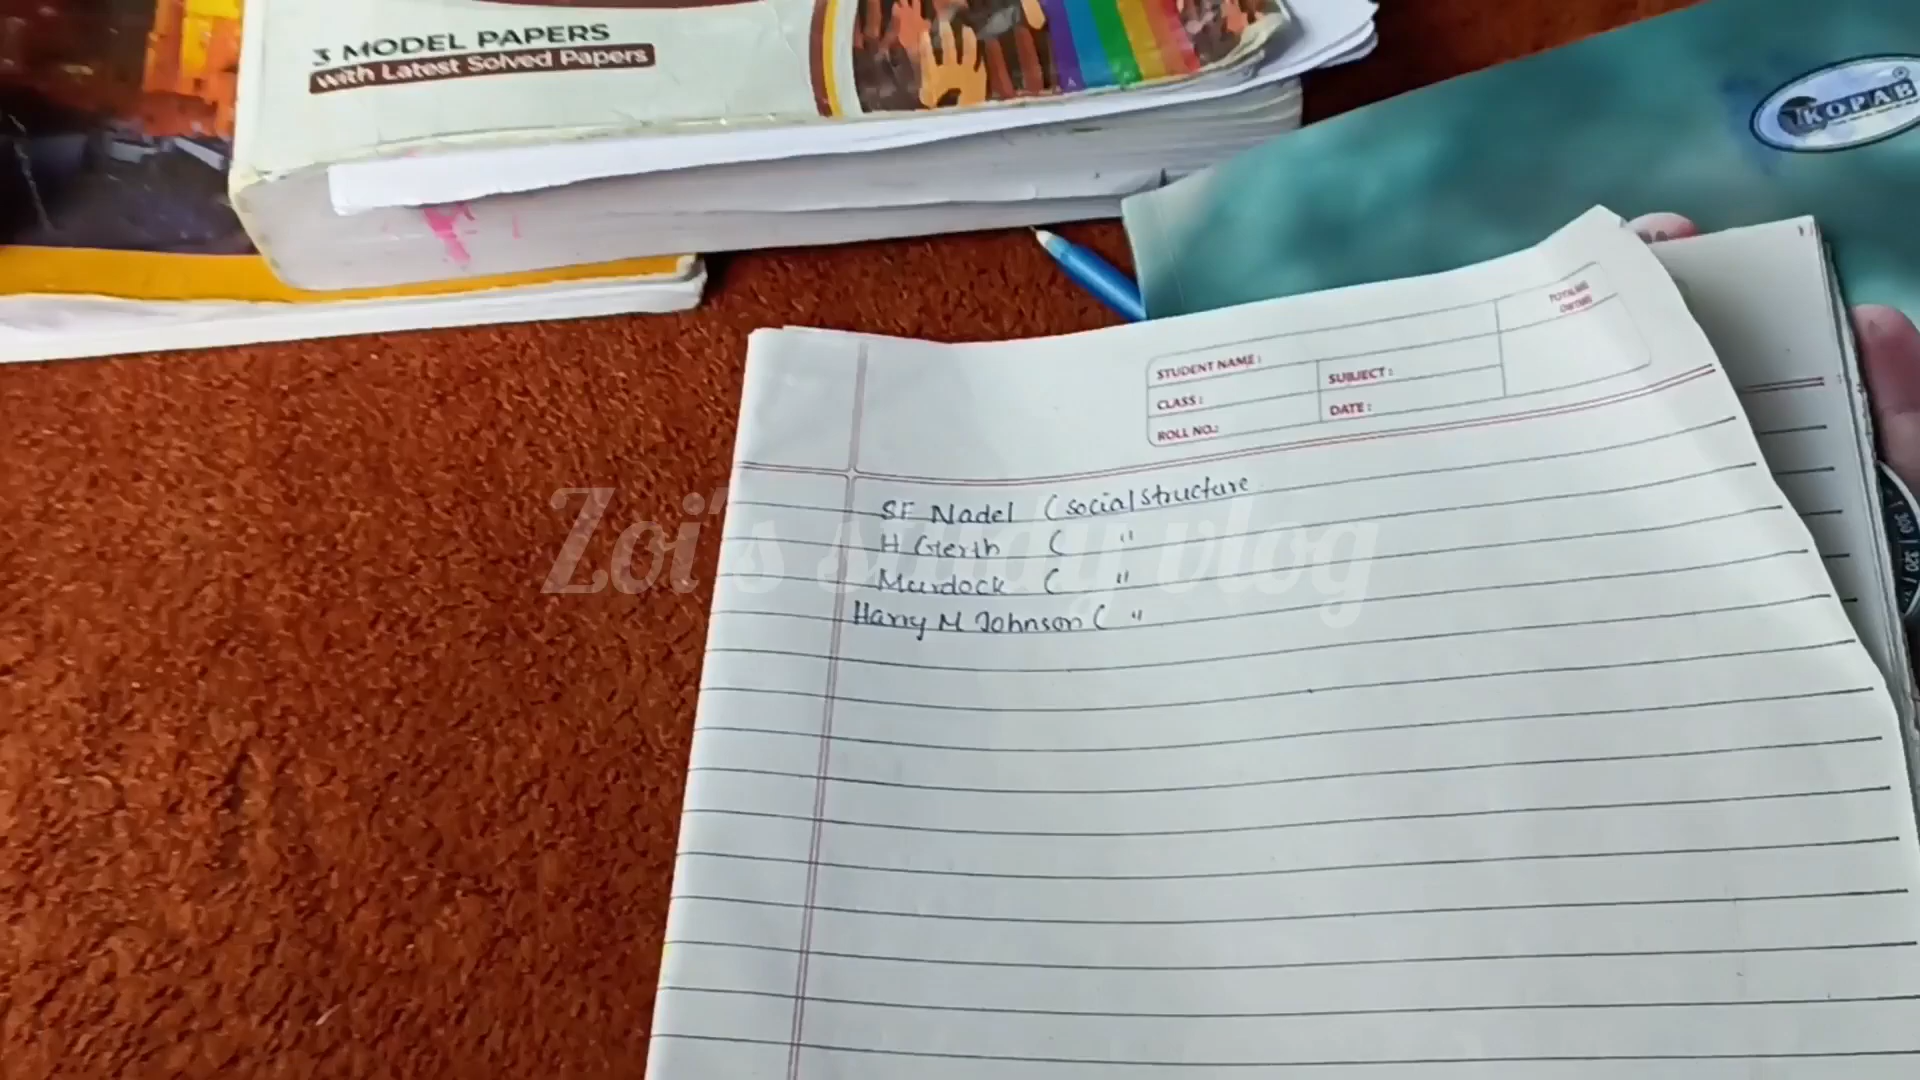 3 MODEL PAPERS
With Latest Solved Papers
KOPAB
STUDENT NAME :
CLASS :
SUBJECT :
ROLL NO.:
DATE :
SF Nadel ( social structure
H Gerth ( "
Murdock ( "
Harry M Johnson ( "
Zoi's study vlog